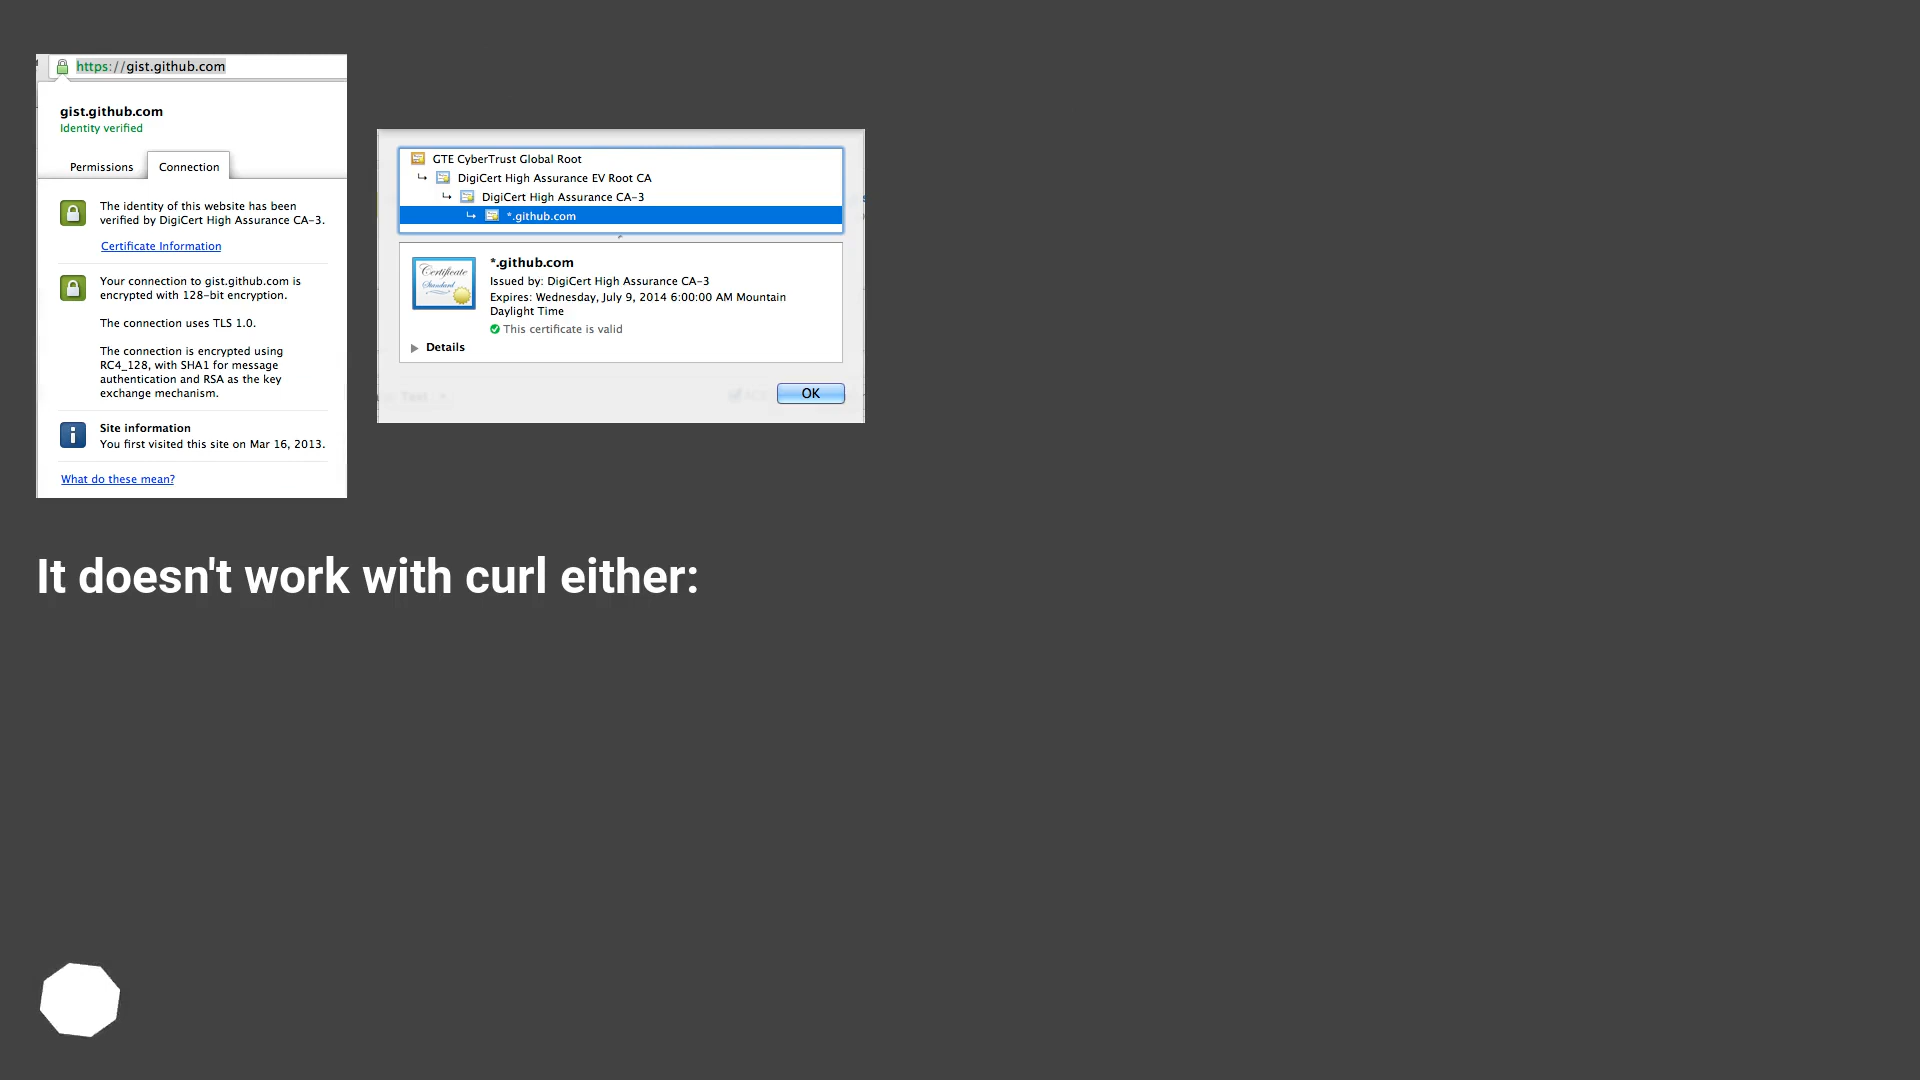 https://gist.github.com
gist.github.com
Identity verified
Permissions
Connection
The identity of this website has been
verified by DigiCert High Assurance CA-3.
Certificate Information
Your connection to gist.github.com is
encrypted with 128-bit encryption.
The connection uses TLS 1.0.
The connection is encrypted using
RC4_128, with SHA1 for message
authentication and RSA as the key
exchange mechanism.
Site information
You first visited this site on Mar 16, 2013.
What do these mean?
GTE CyberTrust Global Root
DigiCert High Assurance EV Root CA
DigiCert High Assurance CA-3
*.github.com
Certificate
Standard
*.github.com
Issued by: DigiCert High Assurance CA-3
Expires: Wednesday, July 9, 2014 6:00:00 AM Mountain
Daylight Time
This certificate is valid
Details
OK
It doesn't work with curl either: